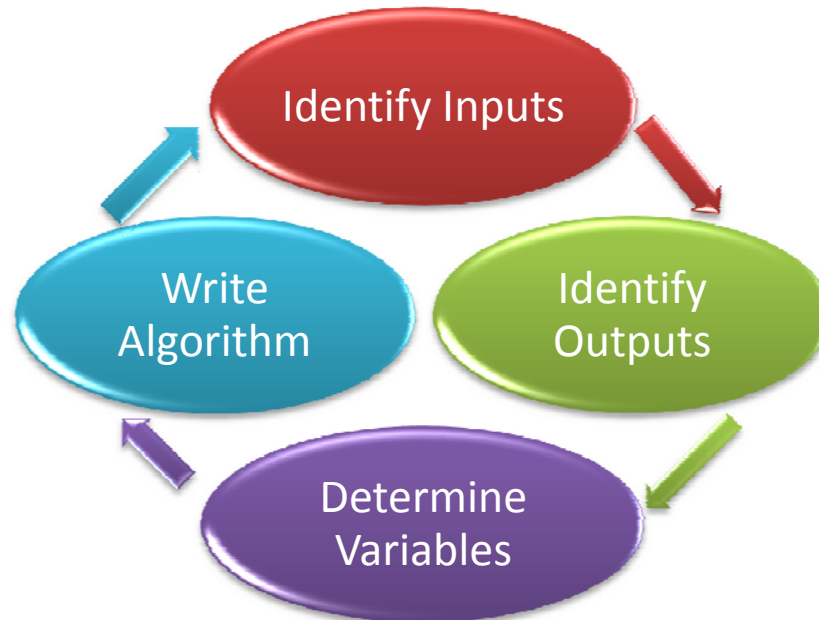 Identify Inputs
Identify
Outputs
Determine
Variables
Write
Algorithm